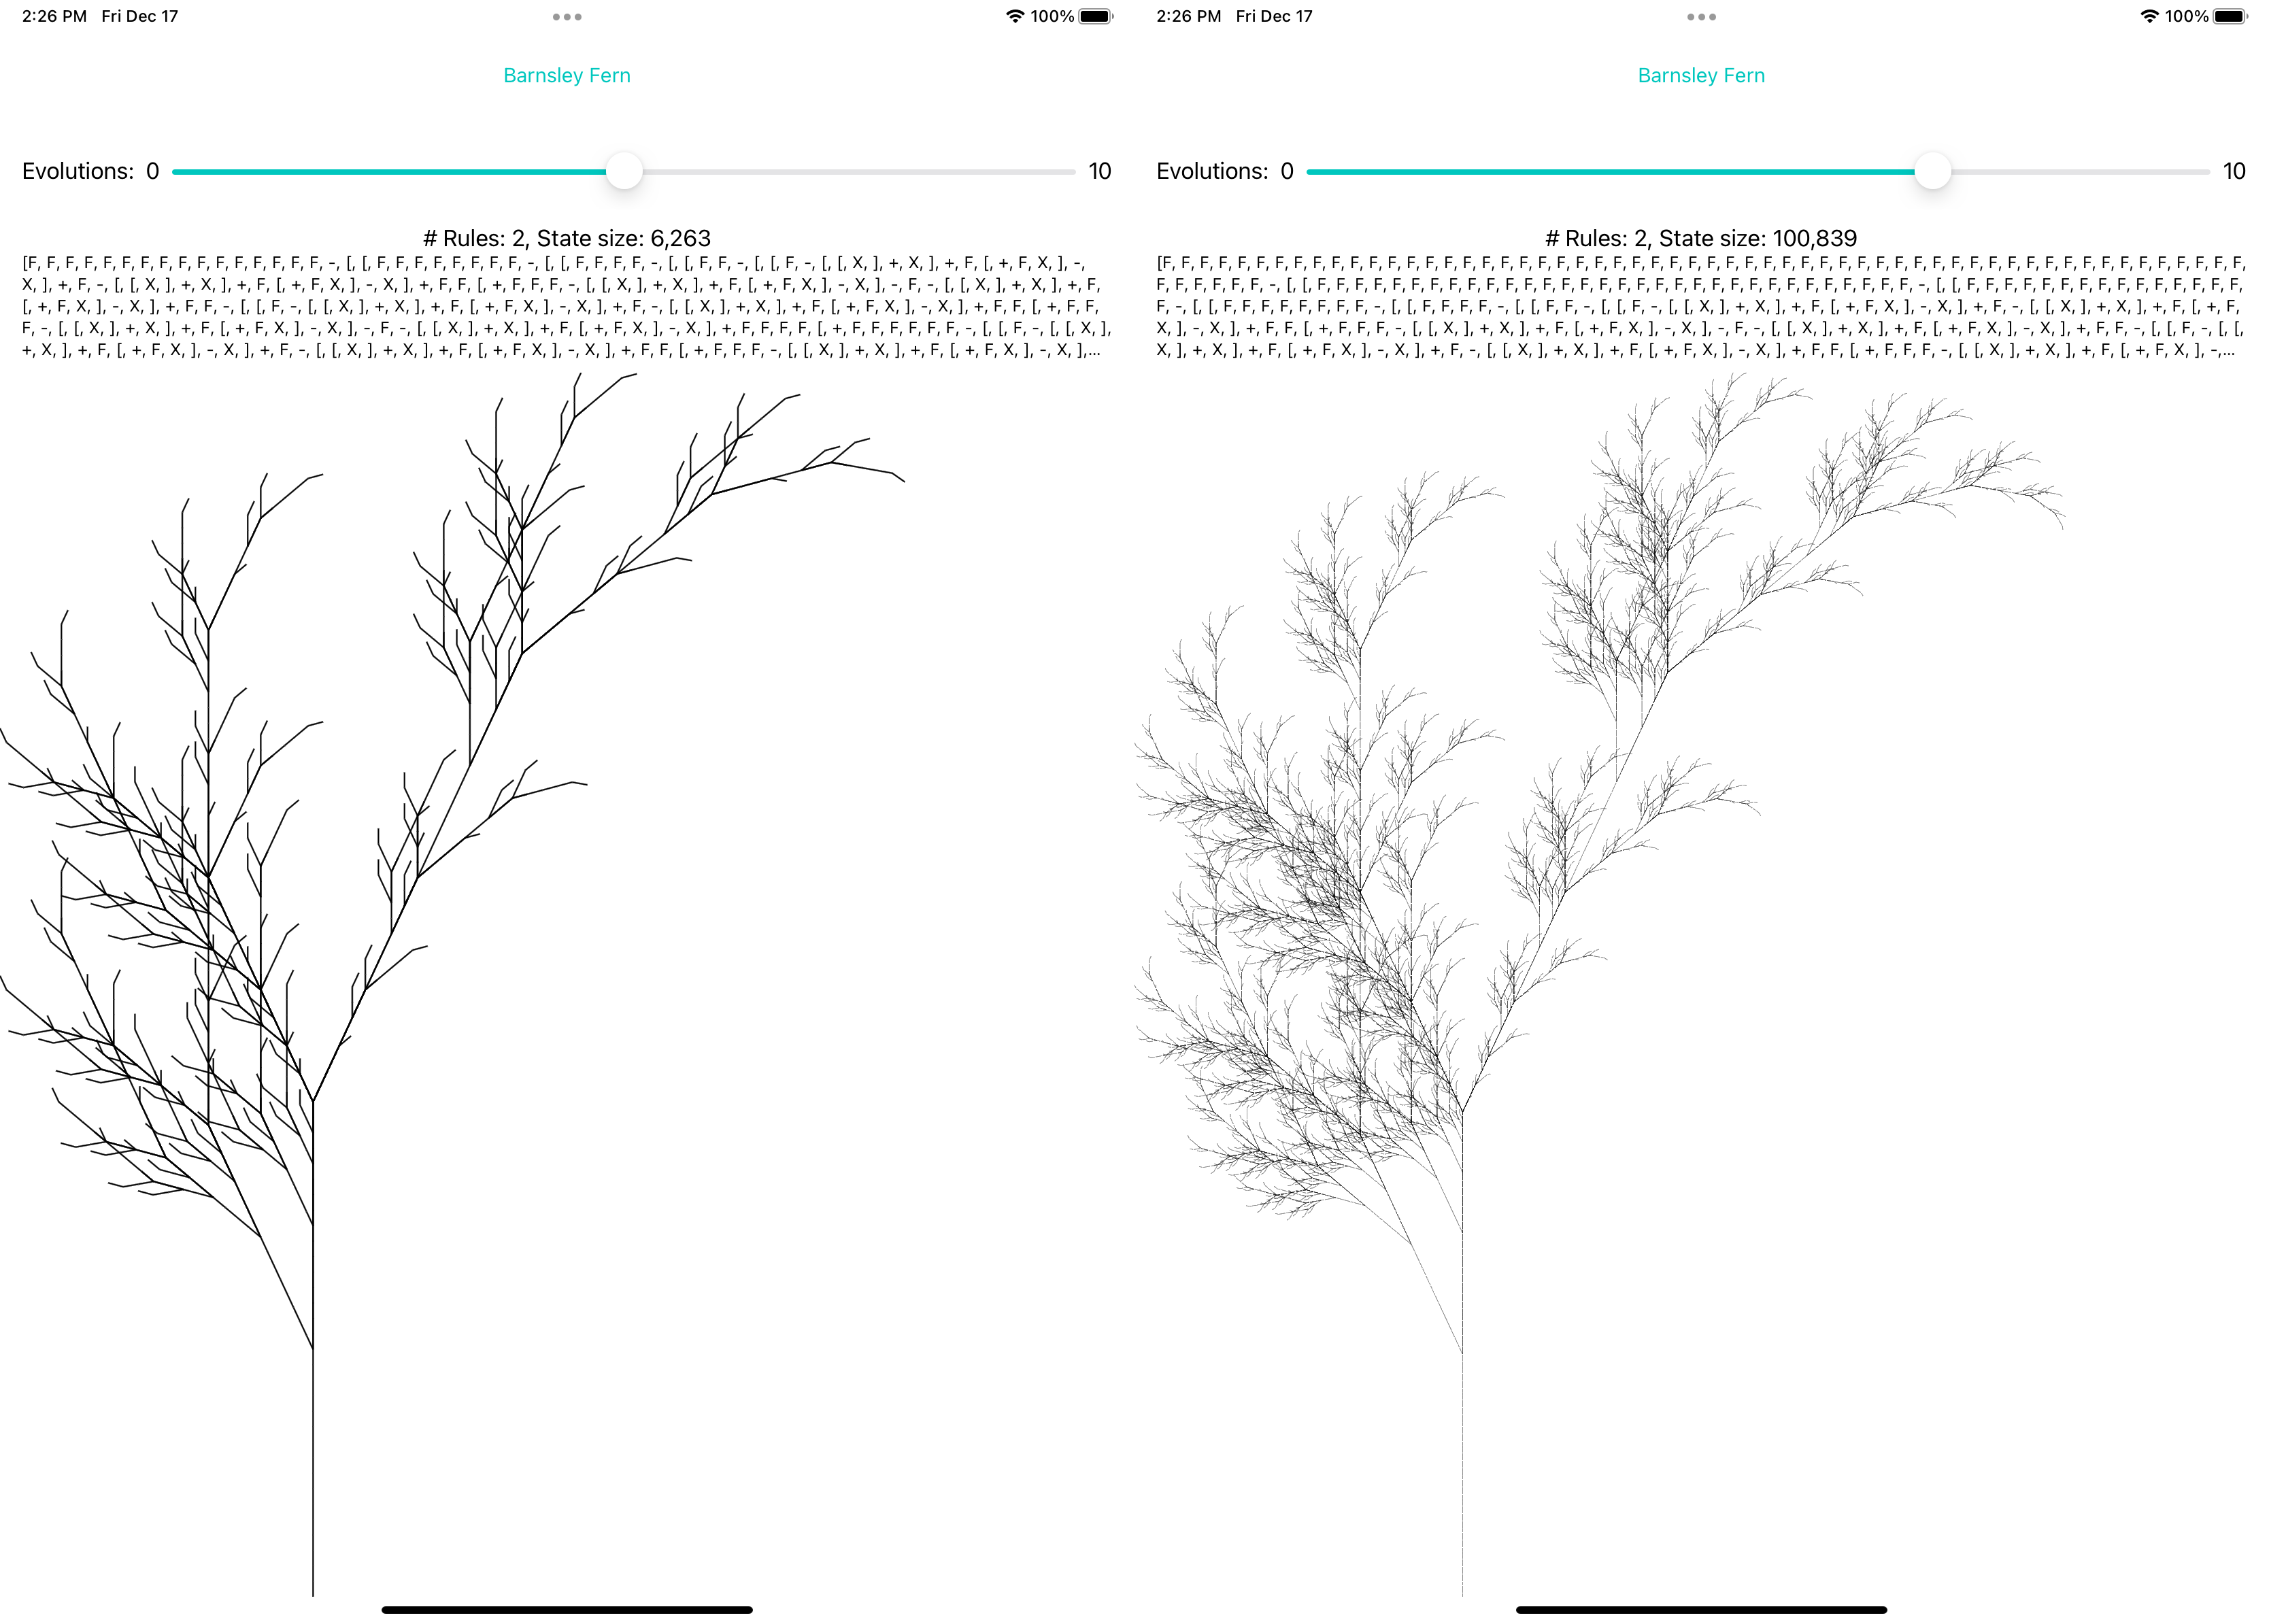 2:26 PM Fri Dec 17
100%
Barnsley Fern
Evolutions: 0
10
# Rules: 2, State size: 6,263
[F, F, F, F, F, F, F, F, F, F, F, F, F, F, F, F, -, [, [, F, F, F, F, F, F, F, F, -, [, [, F, F, F, F, -, [, [, F, F, -, [, [, F, -, [, [, X, ], +, X, ], +, F, [, +, F, X, ], -,
X, ], +, F, -, [, [, X, ], +, X, ], +, F, [, +, F, X, ], -, X, ], +, F, F, [, +, F, F, F, -, [, [, X, ], +, X, ], +, F, [, +, F, X, ], -, X, ], -, F, -, [, [, X, ], +, X, ], +, F,
[, +, F, X, ], -, X, ], +, F, F, -, [, [, F, -, [, [, X, ], +, X, ], +, F, [, +, F, X, ], -, X, ], +, F, -, [, [, X, ], +, X, ], +, F, [, +, F, X, ], -, X, ], +, F, F, [, +, F, F,
F, -, [, [, X, ], +, X, ], +, F, [, +, F, X, ], -, X, ], -, F, -, [, [, X, ], +, X, ], +, F, [, +, F, X, ], -, X, ], +, F, F, F, F, [, +, F, F, F, F, F, F, -, [, [, F, -, [, [, X, ],
+, X, ], +, F, [, +, F, X, ], -, X, ], +, F, -, [, [, X, ], +, X, ], +, F, [, +, F, X, ], -, X, ], +, F, F, [, +, F, F, F, -, [, [, X, ], +, X, ], +, F, [, +, F, X, ], -, X, ],...
2:26 PM Fri Dec 17
100%
Barnsley Fern
Evolutions: 0
10
# Rules: 2, State size: 100,839
[F, F, F, F, F, F, F, F, F, F, F, F, F, F, F, F, F, F, F, F, F, F, F, F, F, F, F, F, F, F, F, F, F, F, F, F, F, F, F, F, F, F, F, F, F, F, F, F, F, F, F, F, F, F, F, F, F, F,
F, F, F, F, F, F, -, [, [, F, F, F, F, F, F, F, F, F, F, F, F, F, F, F, F, F, F, F, F, F, F, F, F, F, F, F, F, F, F, F, F, -, [, [, F, F, F, F, F, F, F, F, F, F, F, F, F, F, F,
F, -, [, [, F, F, F, F, F, F, F, F, -, [, [, F, F, F, F, -, [, [, F, F, -, [, [, F, -, [, [, X, ], +, X, ], +, F, [, +, F, X, ], -, X, ], +, F, -, [, [, X, ], +, X, ], +, F, [, +, F,
X, ], -, X, ], +, F, F, [, +, F, F, F, -, [, [, X, ], +, X, ], +, F, [, +, F, X, ], -, X, ], -, F, -, [, [, X, ], +, X, ], +, F, [, +, F, X, ], -, X, ], +, F, F, -, [, [, F, -, [, [,
X, ], +, X, ], +, F, [, +, F, X, ], -, X, ], +, F, -, [, [, X, ], +, X, ], +, F, [, +, F, X, ], -, X, ], +, F, F, [, +, F, F, F, -, [, [, X, ], +, X, ], +, F, [, +, F, X, ], -,...